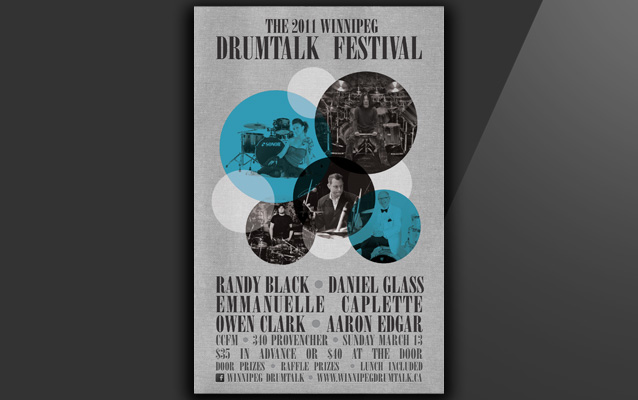 THE 2011 WINNIPEG
DRUMTALK FESTIVAL
SONOR
RANDY BLACK • DANIEL GLASS
EMMANUELLE CAPLETTE
OWEN CLARK • AARON EDGAR
CCFM • 340 PROVENCHER • SUNDAY MARCH 13
$35 IN ADVANCE OR $40 AT THE DOOR
DOOR PRIZES • RAFFLE PRIZES • LUNCH INCLUDED
f WINNIPEG DRUMTALK • WWW.WINNIPEGDRUMTALK.CA